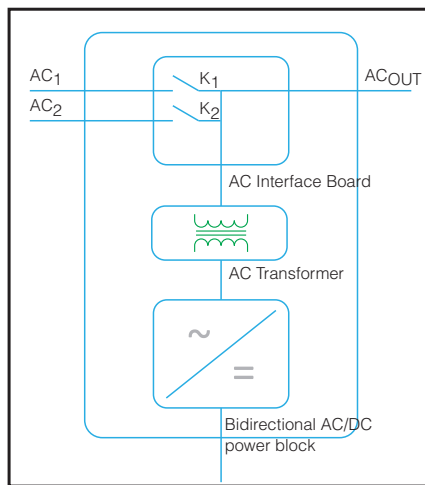 AC1
K1
ACOUT
AC2
K2
AC Interface Board
AC Transformer
~
=
Bidirectional AC/DC
power block